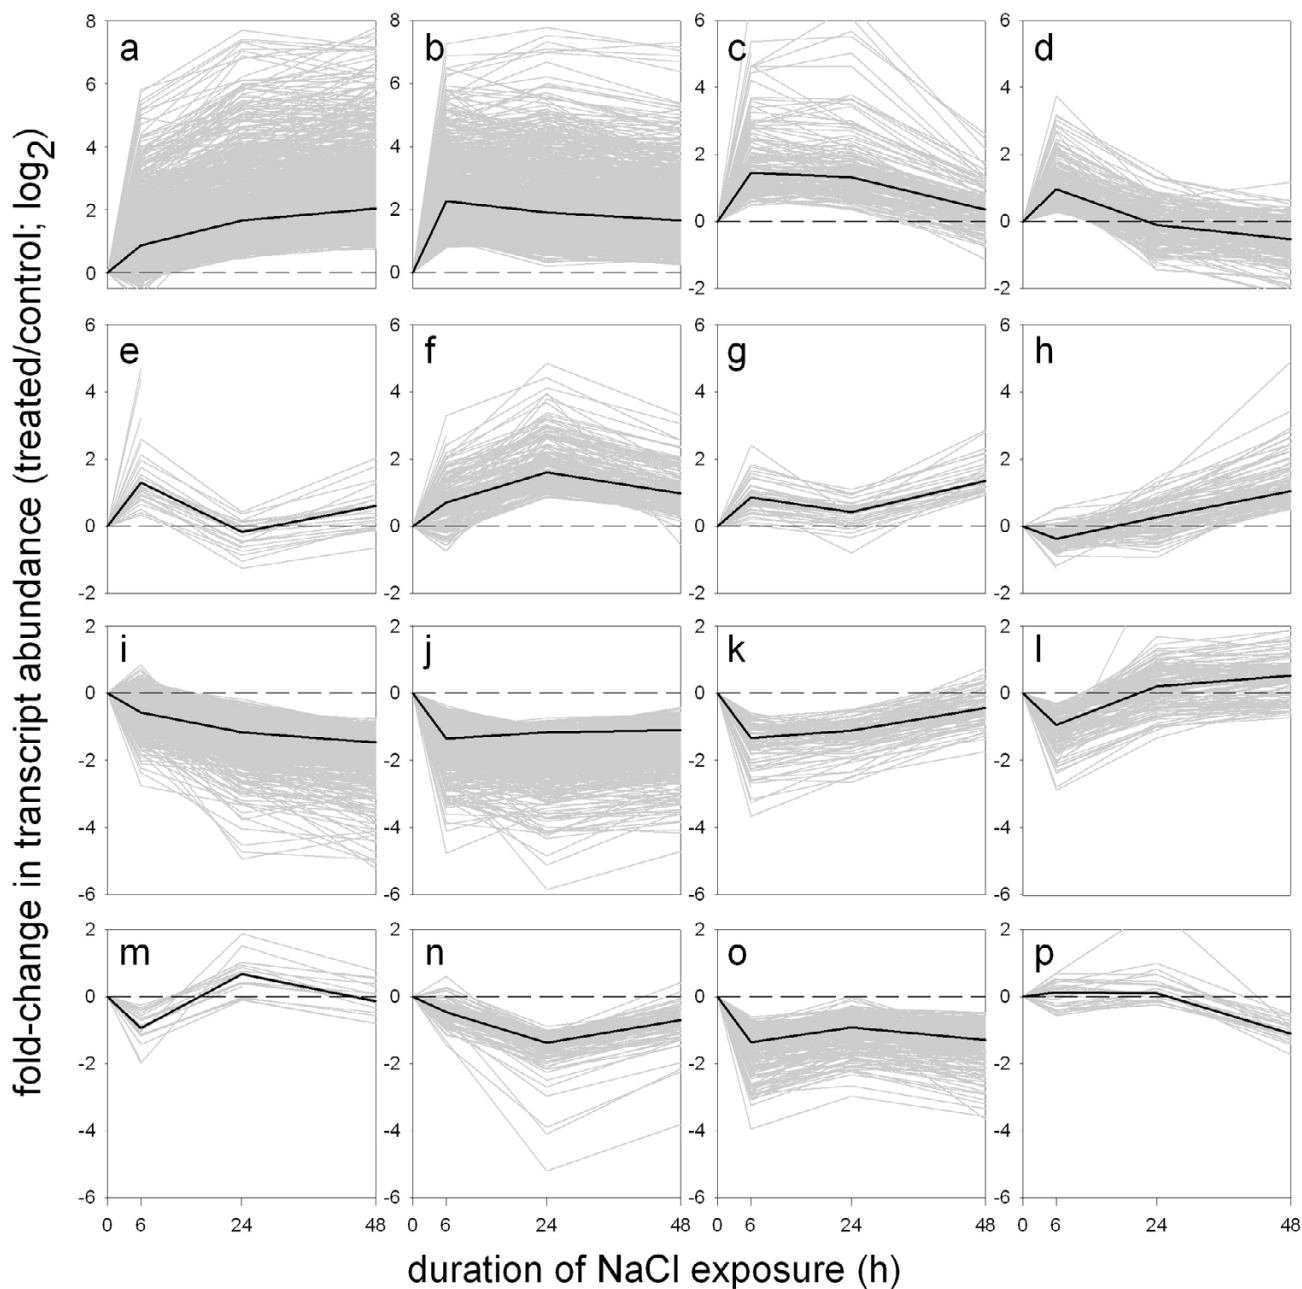 fold-change in transcript abundance (treated/control; log2)
a b c d
8 6 4 2 0
8 6 4 2 0
6 4 2 0 -2
6 4 2 0 -2
e f g h
6 4 2 0 -2
6 4 2 0 -2
6 4 2 0 -2
6 4 2 0 -2
i j k l
2 0 -2 -4 -6
2 0 -2 -4 -6
2 0 -2 -4 -6
2 0 -2 -4 -6
m n o p
2 0 -2 -4 -6
2 0 -2 -4 -6
2 0 -2 -4 -6
2 0 -2 -4 -6
0 6 24 48 0 6 24 48 0 6 24 48 0 6 24 48
duration of NaCl exposure (h)